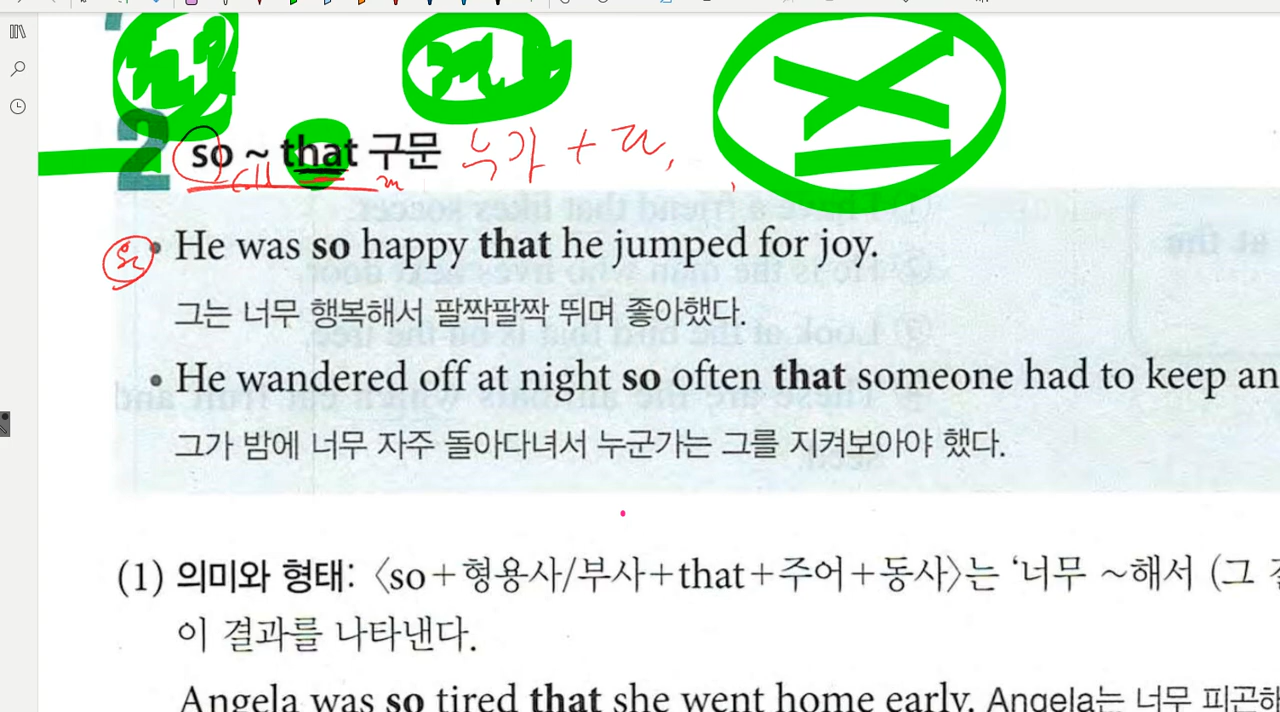 2 so ~ that 구문 누가 +
He was so happy that he jumped for joy.
그는 너무 행복해서 팔짝팔짝 뛰며 좋아했다.
He wandered off at night so often that someone had to keep an
그가 밤에 너무 자주 돌아다녀서 누군가는 그를 지켜보아야 했다.
(1) 의미와 형태: 〈so+형용사/부사+that+주어+동사〉는 ‘너무 ~해서 (그
이 결과를 나타낸다.
Angela was so tired that she went home early. Angela는 너무 피곤해